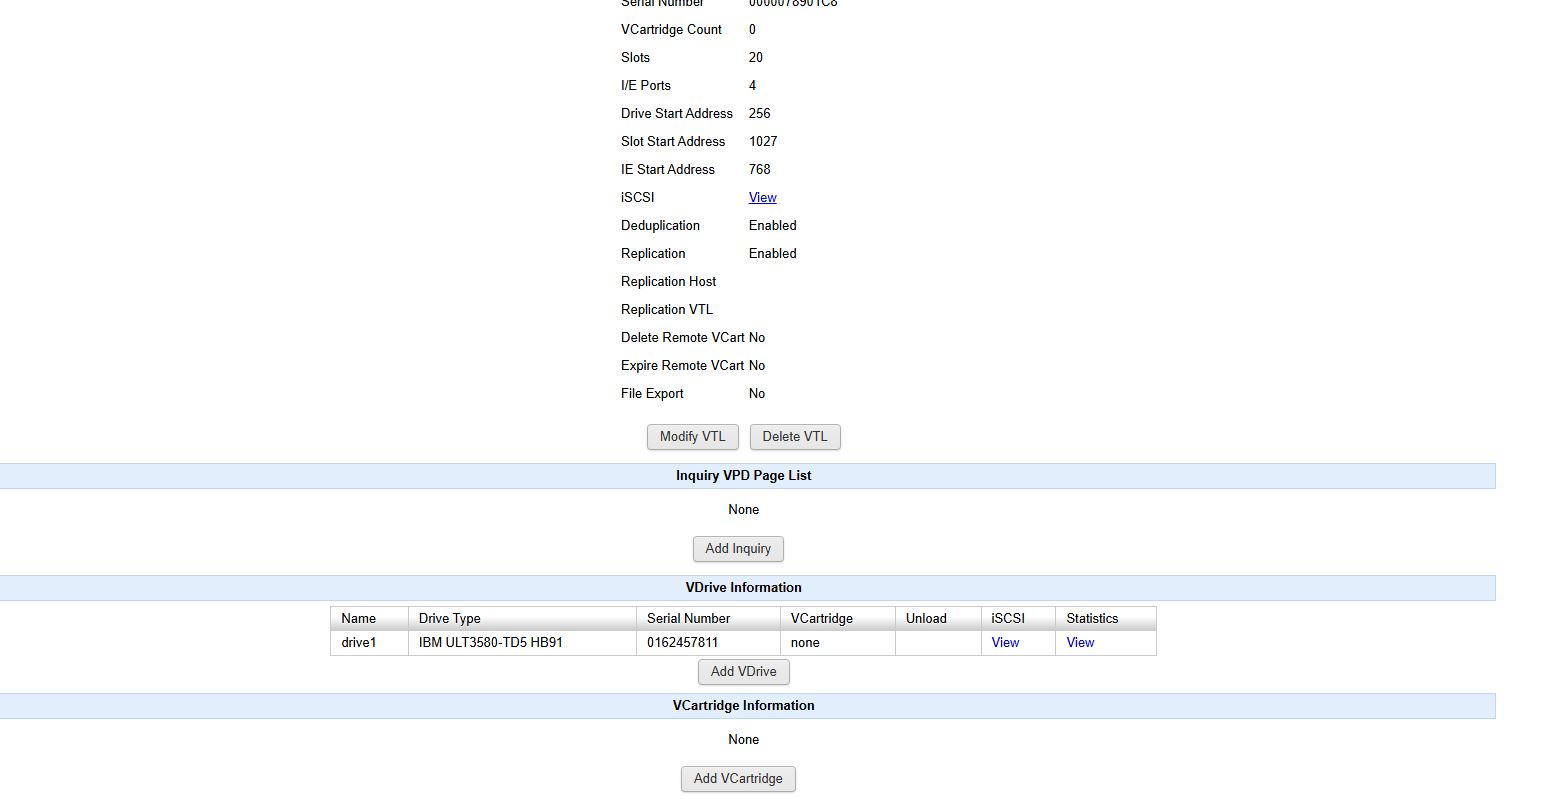 Serial Number 0000078901C8
VCartridge Count 0
Slots 20
I/E Ports 4
Drive Start Address 256
Slot Start Address 1027
IE Start Address 768
iSCSI View
Deduplication Enabled
Replication Enabled
Replication Host
Replication VTL
Delete Remote VCart No
Expire Remote VCart No
File Export No
Modify VTL Delete VTL
Inquiry VPD Page List
None
Add Inquiry
VDrive Information
Name Drive Type Serial Number VCartridge Unload iSCSI Statistics
drive1 IBM ULT3580-TD5 HB91 0162457811 none View View
Add VDrive
VCartridge Information
None
Add VCartridge